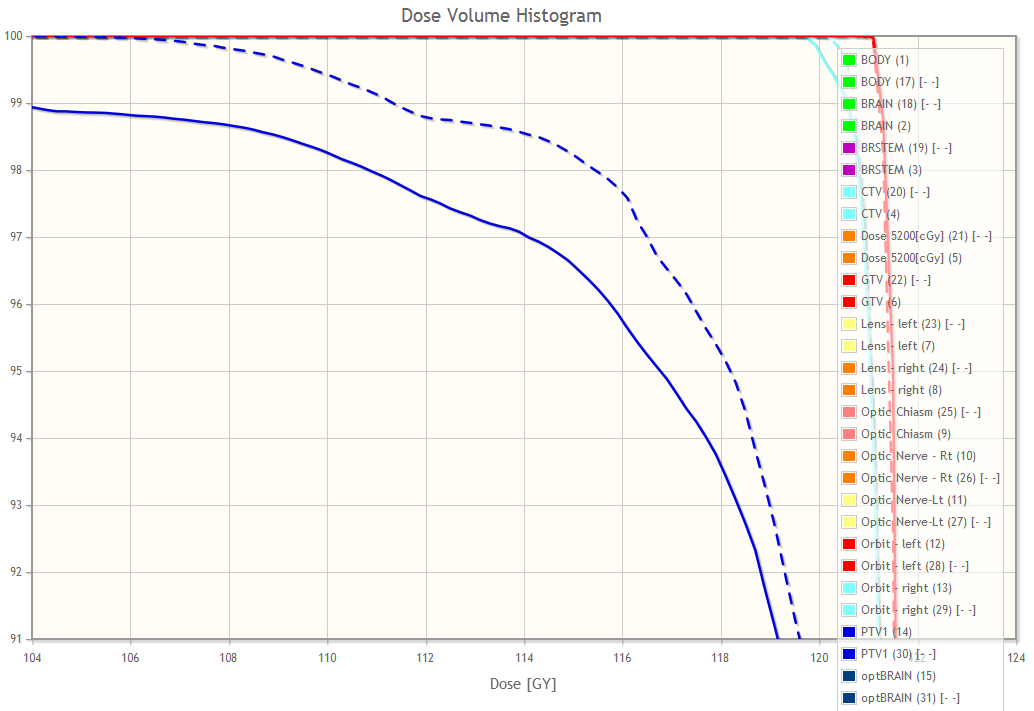 Dose Volume Histogram
100
99
98
97
96
95
94
93
92
91
BODY (1)
BODY (17) [- -]
BRAIN (18) [- -]
BRAIN (2)
BRSTEM (19) [- -]
BRSTEM (3)
CTV (20) [- -]
CTV (4)
Dose 5200[cGy] (21) [- -]
Dose 5200[cGy] (5)
GTV (22) [- -]
GTV (6)
Lens - left (23) [- -]
Lens - left (7)
Lens - right (24) [- -]
Lens - right (8)
Optic Chiasm (25) [- -]
Optic Chiasm (9)
Optic Nerve - Rt (10)
Optic Nerve - Rt (26) [- -]
Optic Nerve-Lt (11)
Optic Nerve-Lt (27) [- -]
Orbit - left (12)
Orbit - left (28) [- -]
Orbit - right (13)
Orbit - right (29) [- -]
PTV1 (14)
PTV1 (30) [- -]
optBRAIN (15)
optBRAIN (31) [- -]
104 106 108 110 112 114 116 118 120 122 124
Dose [GY]